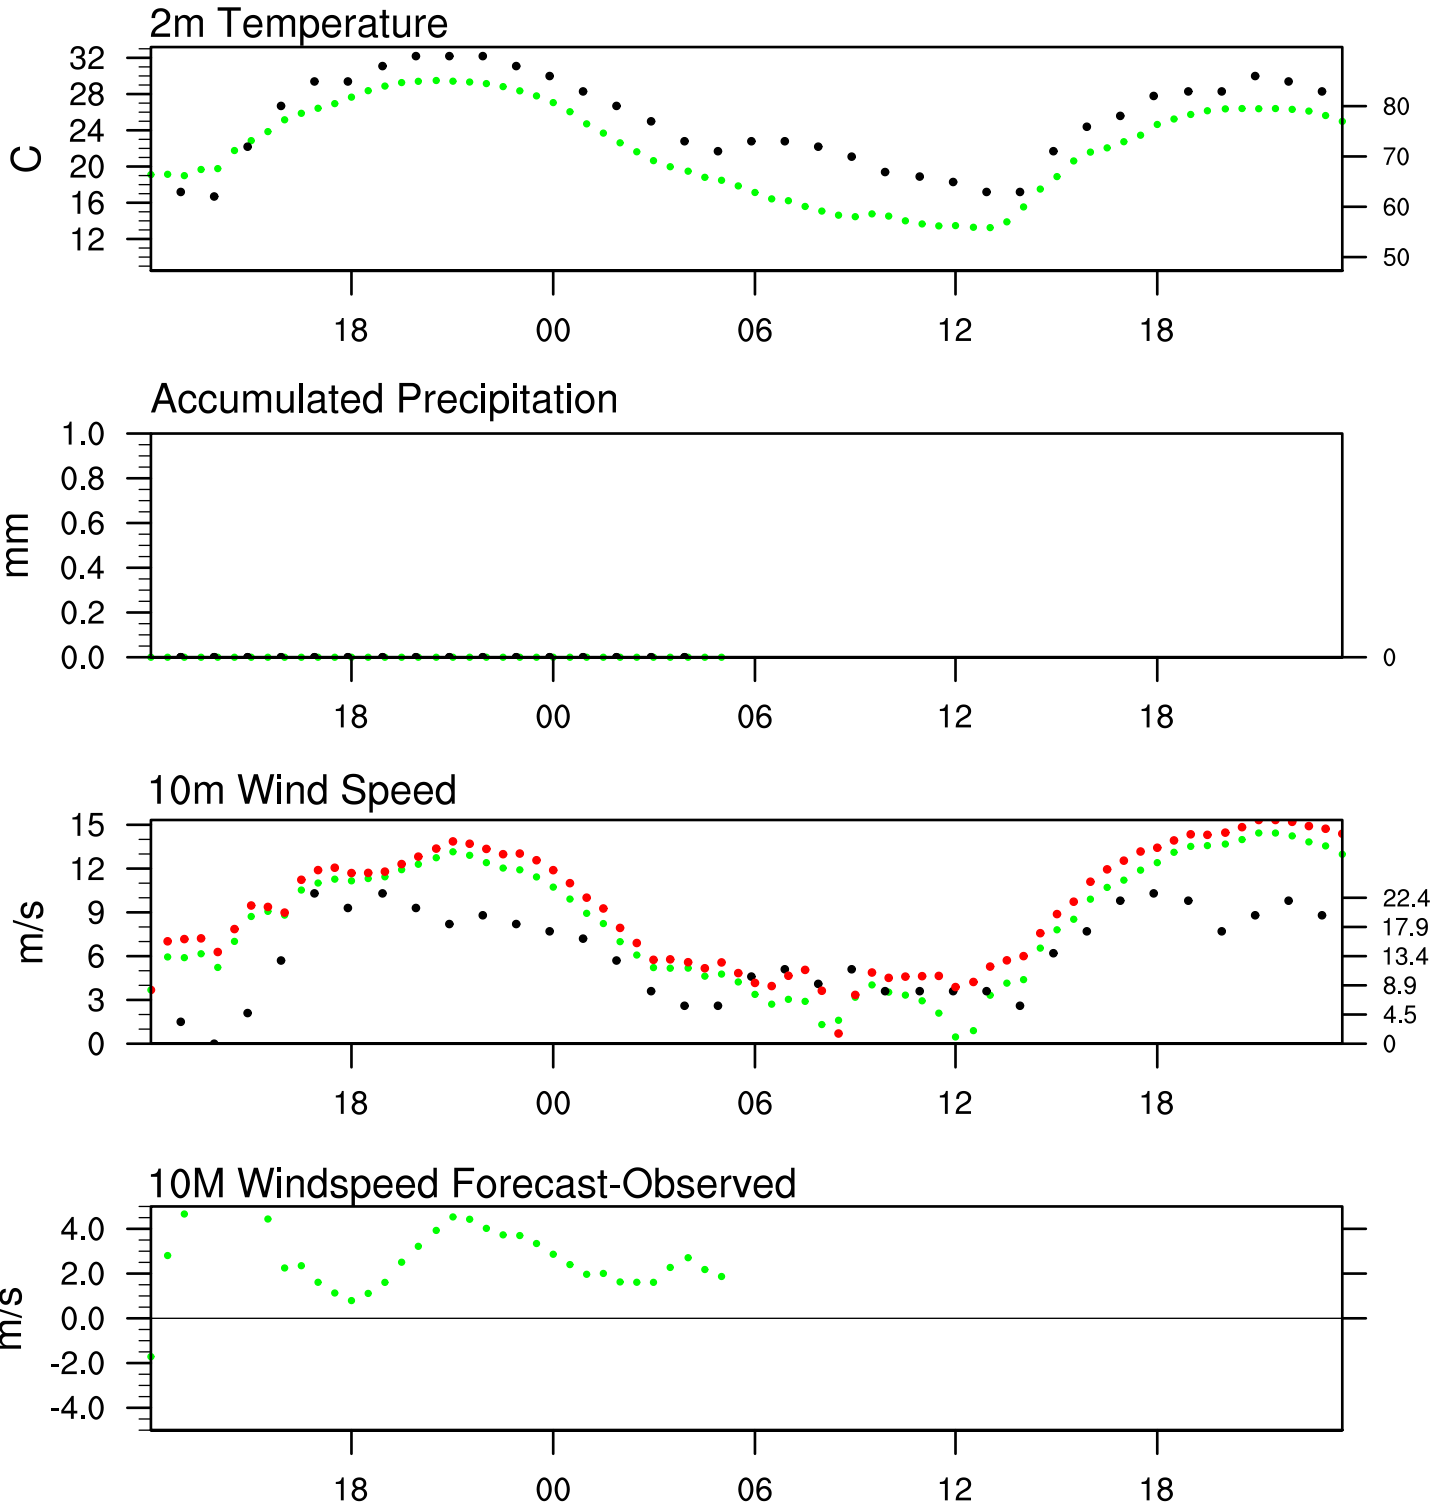 2m Temperature
32
28
24
20
16
12
C
80
70
60
50
18 00 06 12 18
Accumulated Precipitation
1.0
0.8
0.6
0.4
0.2
0.0
mm
0
18 00 06 12 18
10m Wind Speed
15
12
9
6
3
0
m/s
22.4
17.9
13.4
8.9
4.5
0
18 00 06 12 18
10M Windspeed Forecast-Observed
4.0
2.0
0.0
-2.0
-4.0
m/s
18 00 06 12 18